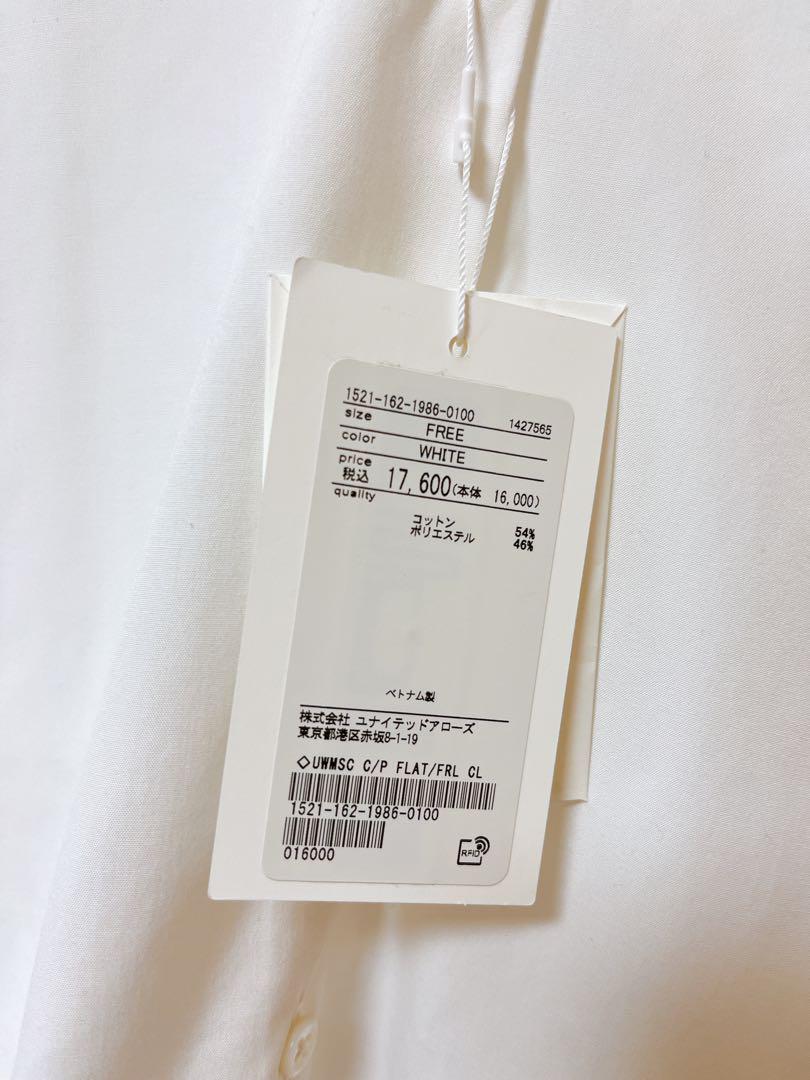 1521-162-1986-0100 1427565
size FREE
color WHITE
price
税込 17,600(本体 16,000)
quality
コットン 54%
ポリエステル 46%
ベトナム製
株式会社 ユナイテッドアローズ
東京都港区赤坂8-1-19
◇UWMSC C/P FLAT/FRL CL
1521-162-1986-0100
016000
RFID